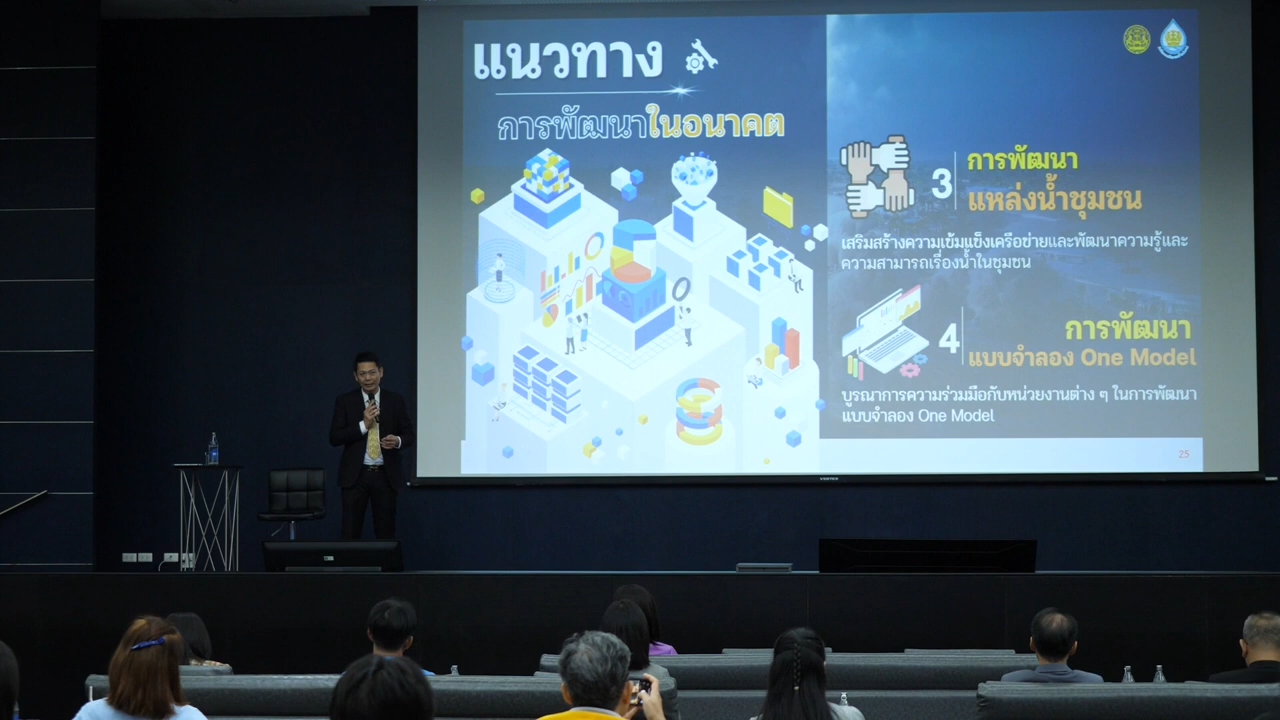 แนวทาง
การพัฒนาในอนาคต
3
การพัฒนา
แหล่งน้ำชุมชน
เสริมสร้างความเข้มแข็งเครือข่ายและพัฒนาความรู้และ
ความสามารถเรื่องน้ำในชุมชน
4
การพัฒนา
แบบจำลอง One Model
บูรณาการความร่วมมือกับหน่วยงานต่าง ๆ ในการพัฒนา
แบบจำลอง One Model
25
VERTEX